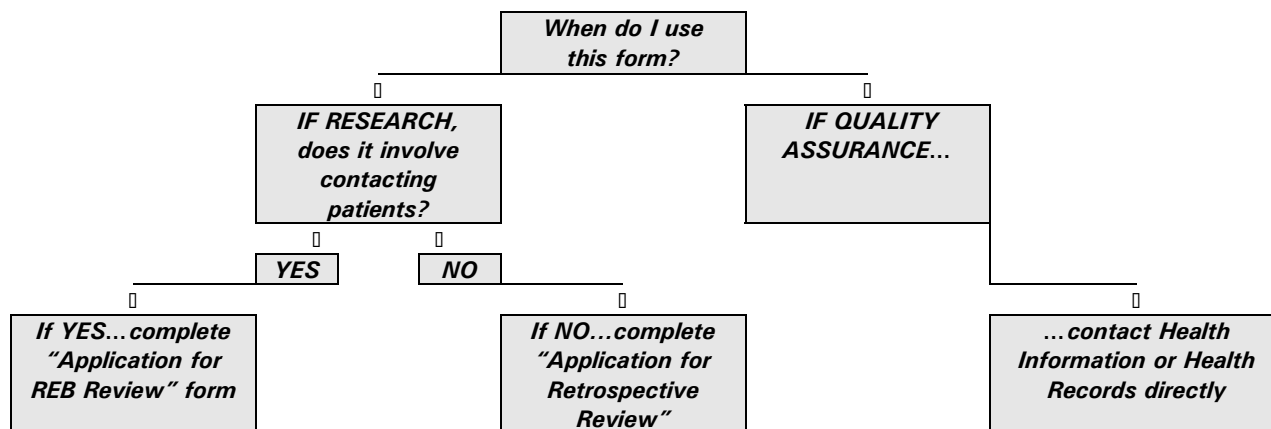 When do I use
this form?
IF RESEARCH,
does it involve
contacting
patients?
IF QUALITY
ASSURANCE…
YES
NO
If YES…complete
“Application for
REB Review” form
If NO…complete
“Application for
Retrospective
Review”
…contact Health
Information or Health
Records directly